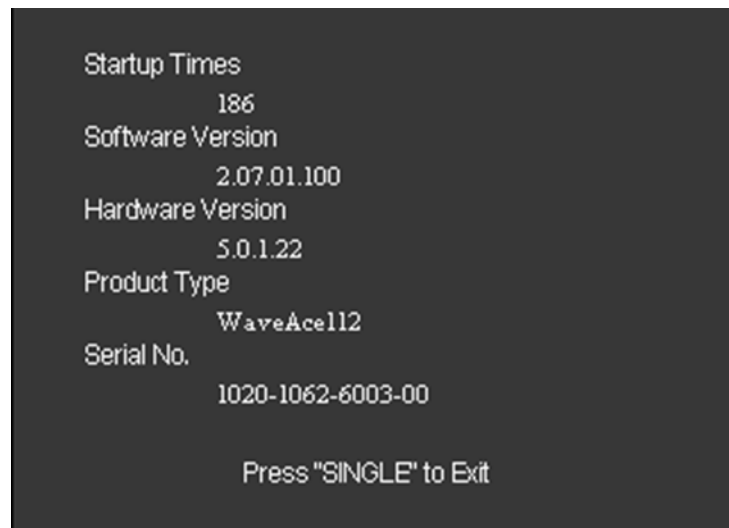 Startup Times
186
Software Version
2.07.01.100
Hardware Version
5.0.1.22
Product Type
WaveAce112
Serial No.
1020-1062-6003-00
Press "SINGLE" to Exit